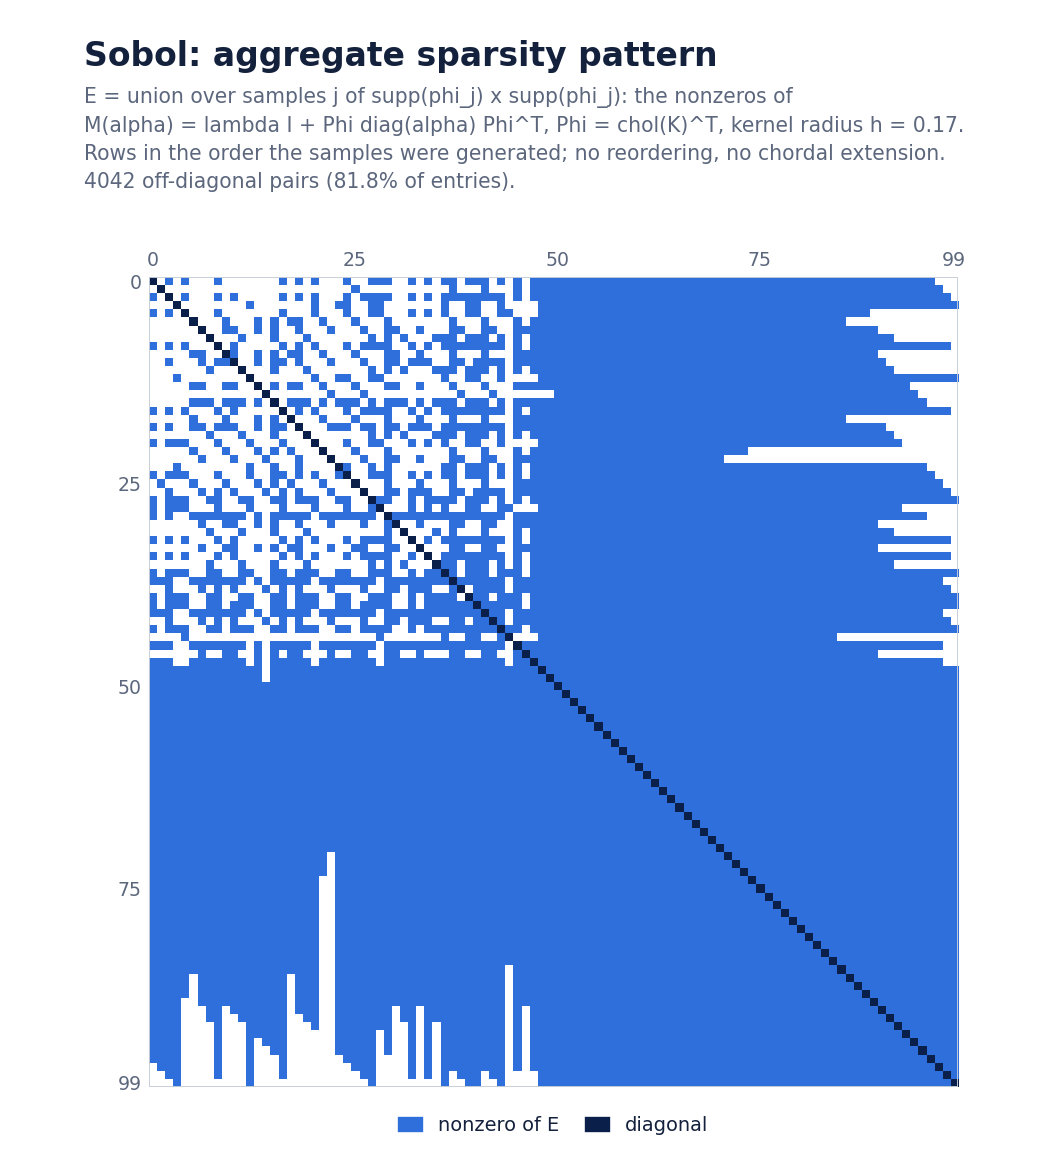 Sobol: aggregate sparsity pattern
E = union over samples j of supp(phi_j) x supp(phi_j): the nonzeros of
M(alpha) = lambda I + Phi diag(alpha) Phi^T, Phi = chol(K)^T, kernel radius h = 0.17.
Rows in the order the samples were generated; no reordering, no chordal extension.
4042 off-diagonal pairs (81.8% of entries).
0 25 50 75 99
0
25
50
75
99
nonzero of E diagonal